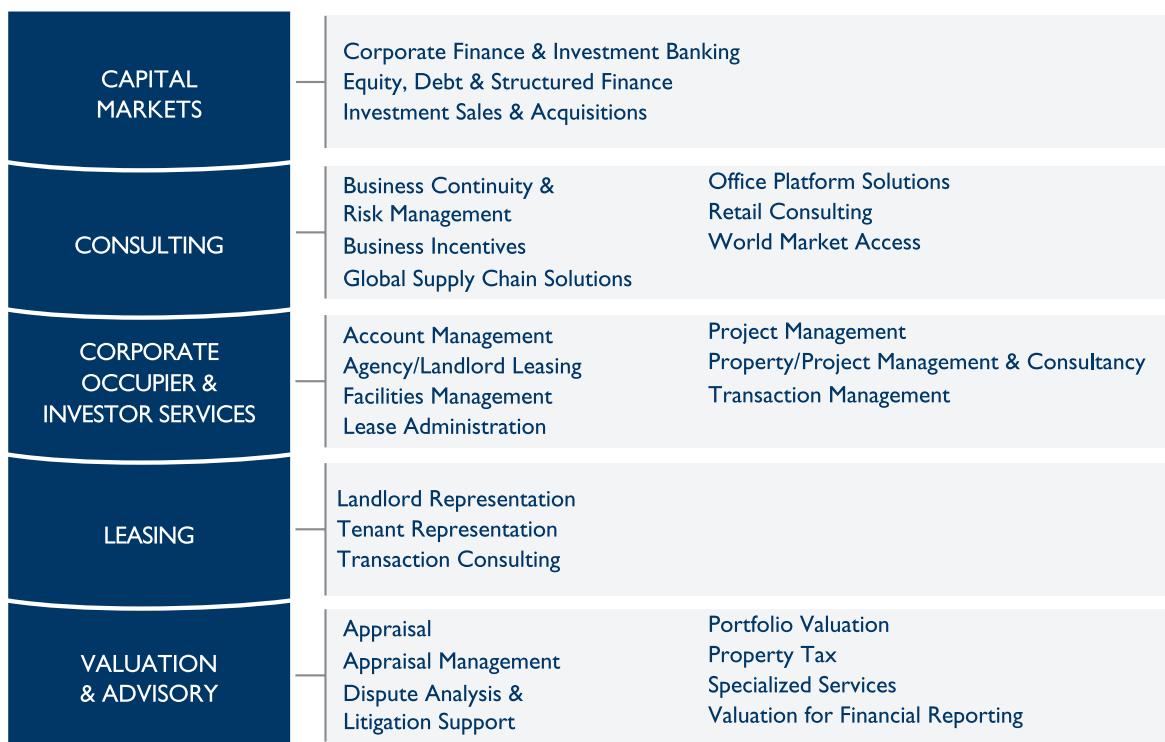 CAPITAL
MARKETS
Corporate Finance & Investment Banking
Equity, Debt & Structured Finance
Investment Sales & Acquisitions
CONSULTING
Business Continuity &
Risk Management
Business Incentives
Global Supply Chain Solutions
Office Platform Solutions
Retail Consulting
World Market Access
CORPORATE
OCCUPIER &
INVESTOR SERVICES
Account Management
Agency/Landlord Leasing
Facilities Management
Lease Administration
Project Management
Property/Project Management & Consultancy
Transaction Management
LEASING
Landlord Representation
Tenant Representation
Transaction Consulting
VALUATION
& ADVISORY
Appraisal
Appraisal Management
Dispute Analysis &
Litigation Support
Portfolio Valuation
Property Tax
Specialized Services
Valuation for Financial Reporting